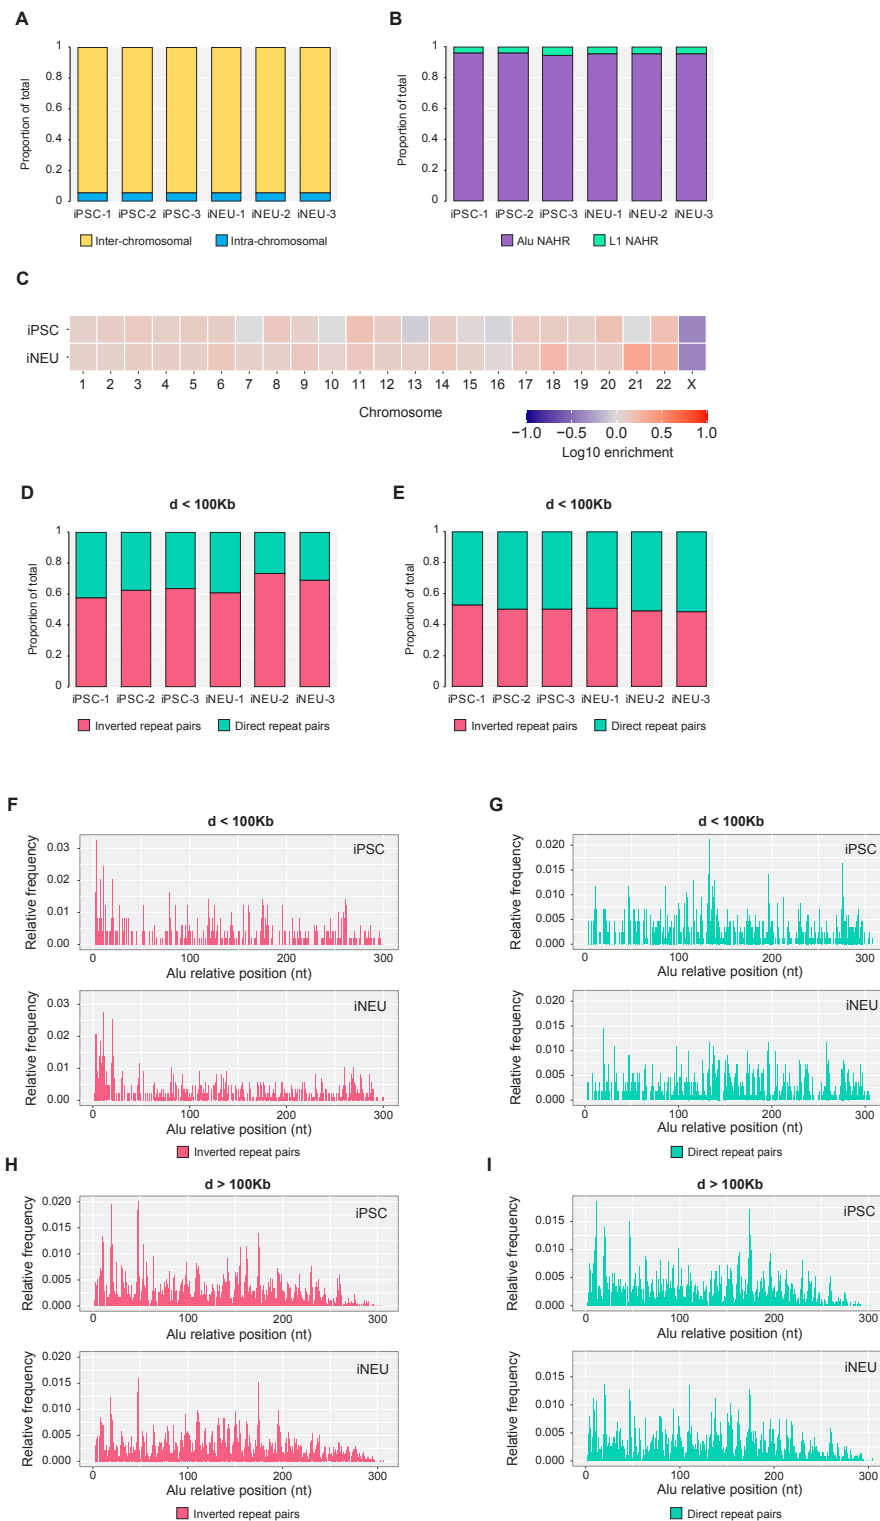 A
B
1
0.8
0.6
0.4
0.2
0
Proportion of total
iPSC-1 iPSC-2 iPSC-3 iNEU-1 iNEU-2 iNEU-3
Inter-chromosomal Intra-chromosomal
1
0.8
0.6
0.4
0.2
0
Proportion of total
iPSC-1 iPSC-2 iPSC-3 iNEU-1 iNEU-2 iNEU-3
Alu NAHR L1 NAHR
C
iPSC
iNEU
1 2 3 4 5 6 7 8 9 10 11 12 13 14 15 16 17 18 19 20 21 22 X
Chromosome
−1.0 −0.5 0.0 0.5 1.0
Log10 enrichment
D
d < 100Kb
1
0.8
0.6
0.4
0.2
0
Proportion of total
iPSC-1 iPSC-2 iPSC-3 iNEU-1 iNEU-2 iNEU-3
Inverted repeat pairs Direct repeat pairs
E
d < 100Kb
1
0.8
0.6
0.4
0.2
0
Proportion of total
iPSC-1 iPSC-2 iPSC-3 iNEU-1 iNEU-2 iNEU-3
Inverted repeat pairs Direct repeat pairs
F
d < 100Kb
iPSC
0.03
0.02
0.01
0.00
Relative frequency
0 100 200 300
Alu relative position (nt)
iNEU
0.03
0.02
0.01
0.00
Relative frequency
0 100 200 300
Alu relative position (nt)
Inverted repeat pairs
G
d < 100Kb
iPSC
0.020
0.015
0.010
0.005
0.000
Relative frequency
0 100 200 300
Alu relative position (nt)
iNEU
0.020
0.015
0.010
0.005
0.000
Relative frequency
0 100 200 300
Alu relative position (nt)
Direct repeat pairs
H
d > 100Kb
iPSC
0.020
0.015
0.010
0.005
0.000
Relative frequency
0 100 200 300
Alu relative position (nt)
iNEU
0.020
0.015
0.010
0.005
0.000
Relative frequency
0 100 200 300
Alu relative position (nt)
Inverted repeat pairs
I
d > 100Kb
iPSC
0.015
0.010
0.005
0.000
Relative frequency
0 100 200 300
Alu relative position (nt)
iNEU
0.015
0.010
0.005
0.000
Relative frequency
0 100 200 300
Alu relative position (nt)
Direct repeat pairs